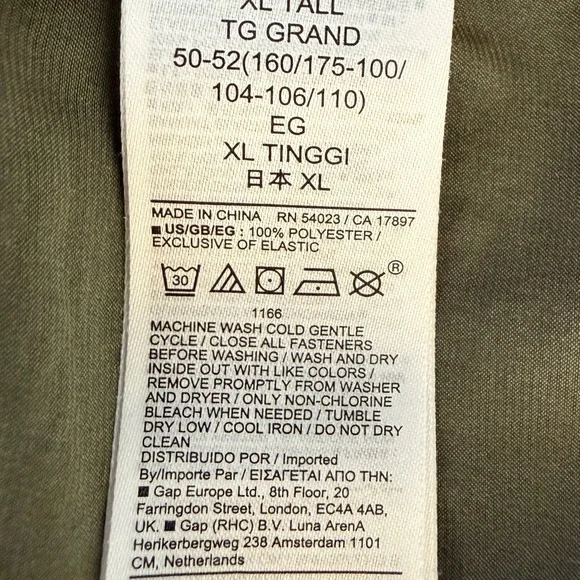 XL TALL
TG GRAND
50-52(160/175-100/
104-106/110)
EG
XL TINGGI
日本 XL
MADE IN CHINA RN 54023 / CA 17897
■ US/GB/EG : 100% POLYESTER /
EXCLUSIVE OF ELASTIC
30 ®
1166
MACHINE WASH COLD GENTLE
CYCLE / CLOSE ALL FASTENERS
BEFORE WASHING / WASH AND DRY
INSIDE OUT WITH LIKE COLORS /
REMOVE PROMPTLY FROM WASHER
AND DRYER / ONLY NON-CHLORINE
BLEACH WHEN NEEDED / TUMBLE
DRY LOW / COOL IRON / DO NOT DRY
CLEAN
DISTRIBUIDO POR / Imported
By/Importe Par / ΕΙΣΑΓΕΤΑΙ ΑΠΟ ΤΗΝ:
■ Gap Europe Ltd., 8th Floor, 20
Farringdon Street, London, EC4A 4AB,
UK. ■ Gap (RHC) B.V. Luna ArenA
Herikerbergweg 238 Amsterdam 1101
CM, Netherlands